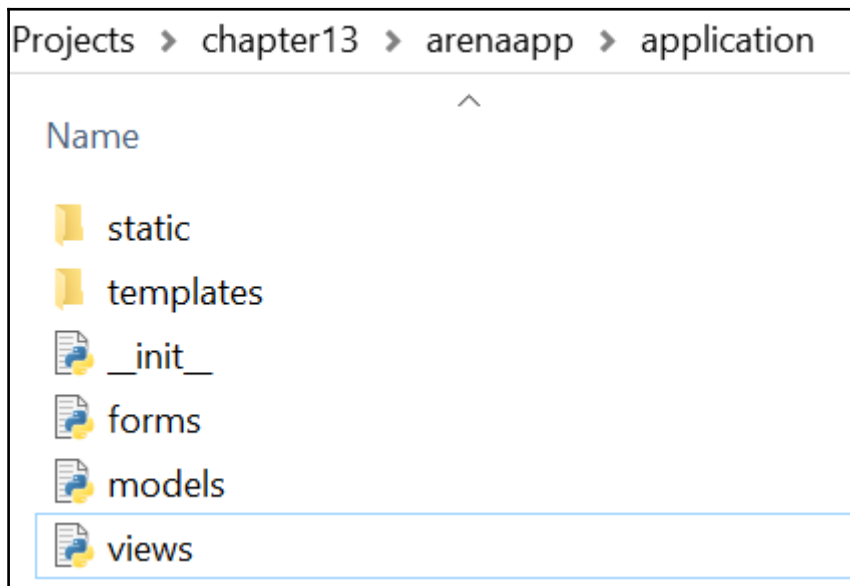 Projects > chapter13 > arenaapp > application
Name
static
templates
__init__
forms
models
views